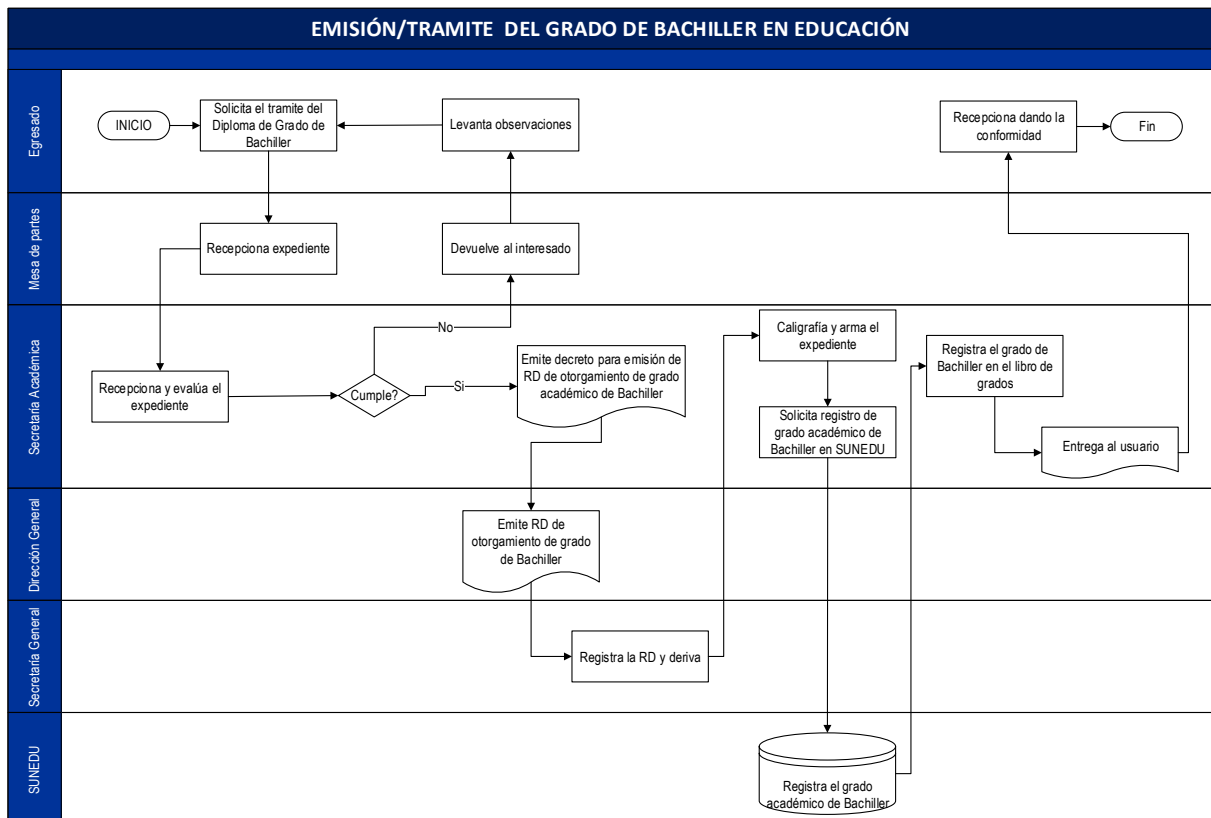 EMISIÓN/TRAMITE DEL GRADO DE BACHILLER EN EDUCACIÓN
Egresado
INICIO
Solicita el tramite del
Diploma de Grado de
Bachiller
Levanta observaciones
Recepciona dando la
conformidad
Fin
Mesa de partes
Recepciona expediente
Devuelve al interesado
Secretaría Académica
Recepciona y evalúa el
expediente
Cumple?
No
Si
Emite decreto para emisión de
RD de otorgamiento de grado
académico de Bachiller
Caligrafía y arma el
expediente
Solicita registro de
grado académico de
Bachiller en SUNEDU
Registra el grado de
Bachiller en el libro de
grados
Entrega al usuario
Dirección General
Emite RD de
otorgamiento de grado
de Bachiller
Secretaría General
Registra la RD y deriva
SUNEDU
Registra el grado
académico de Bachiller